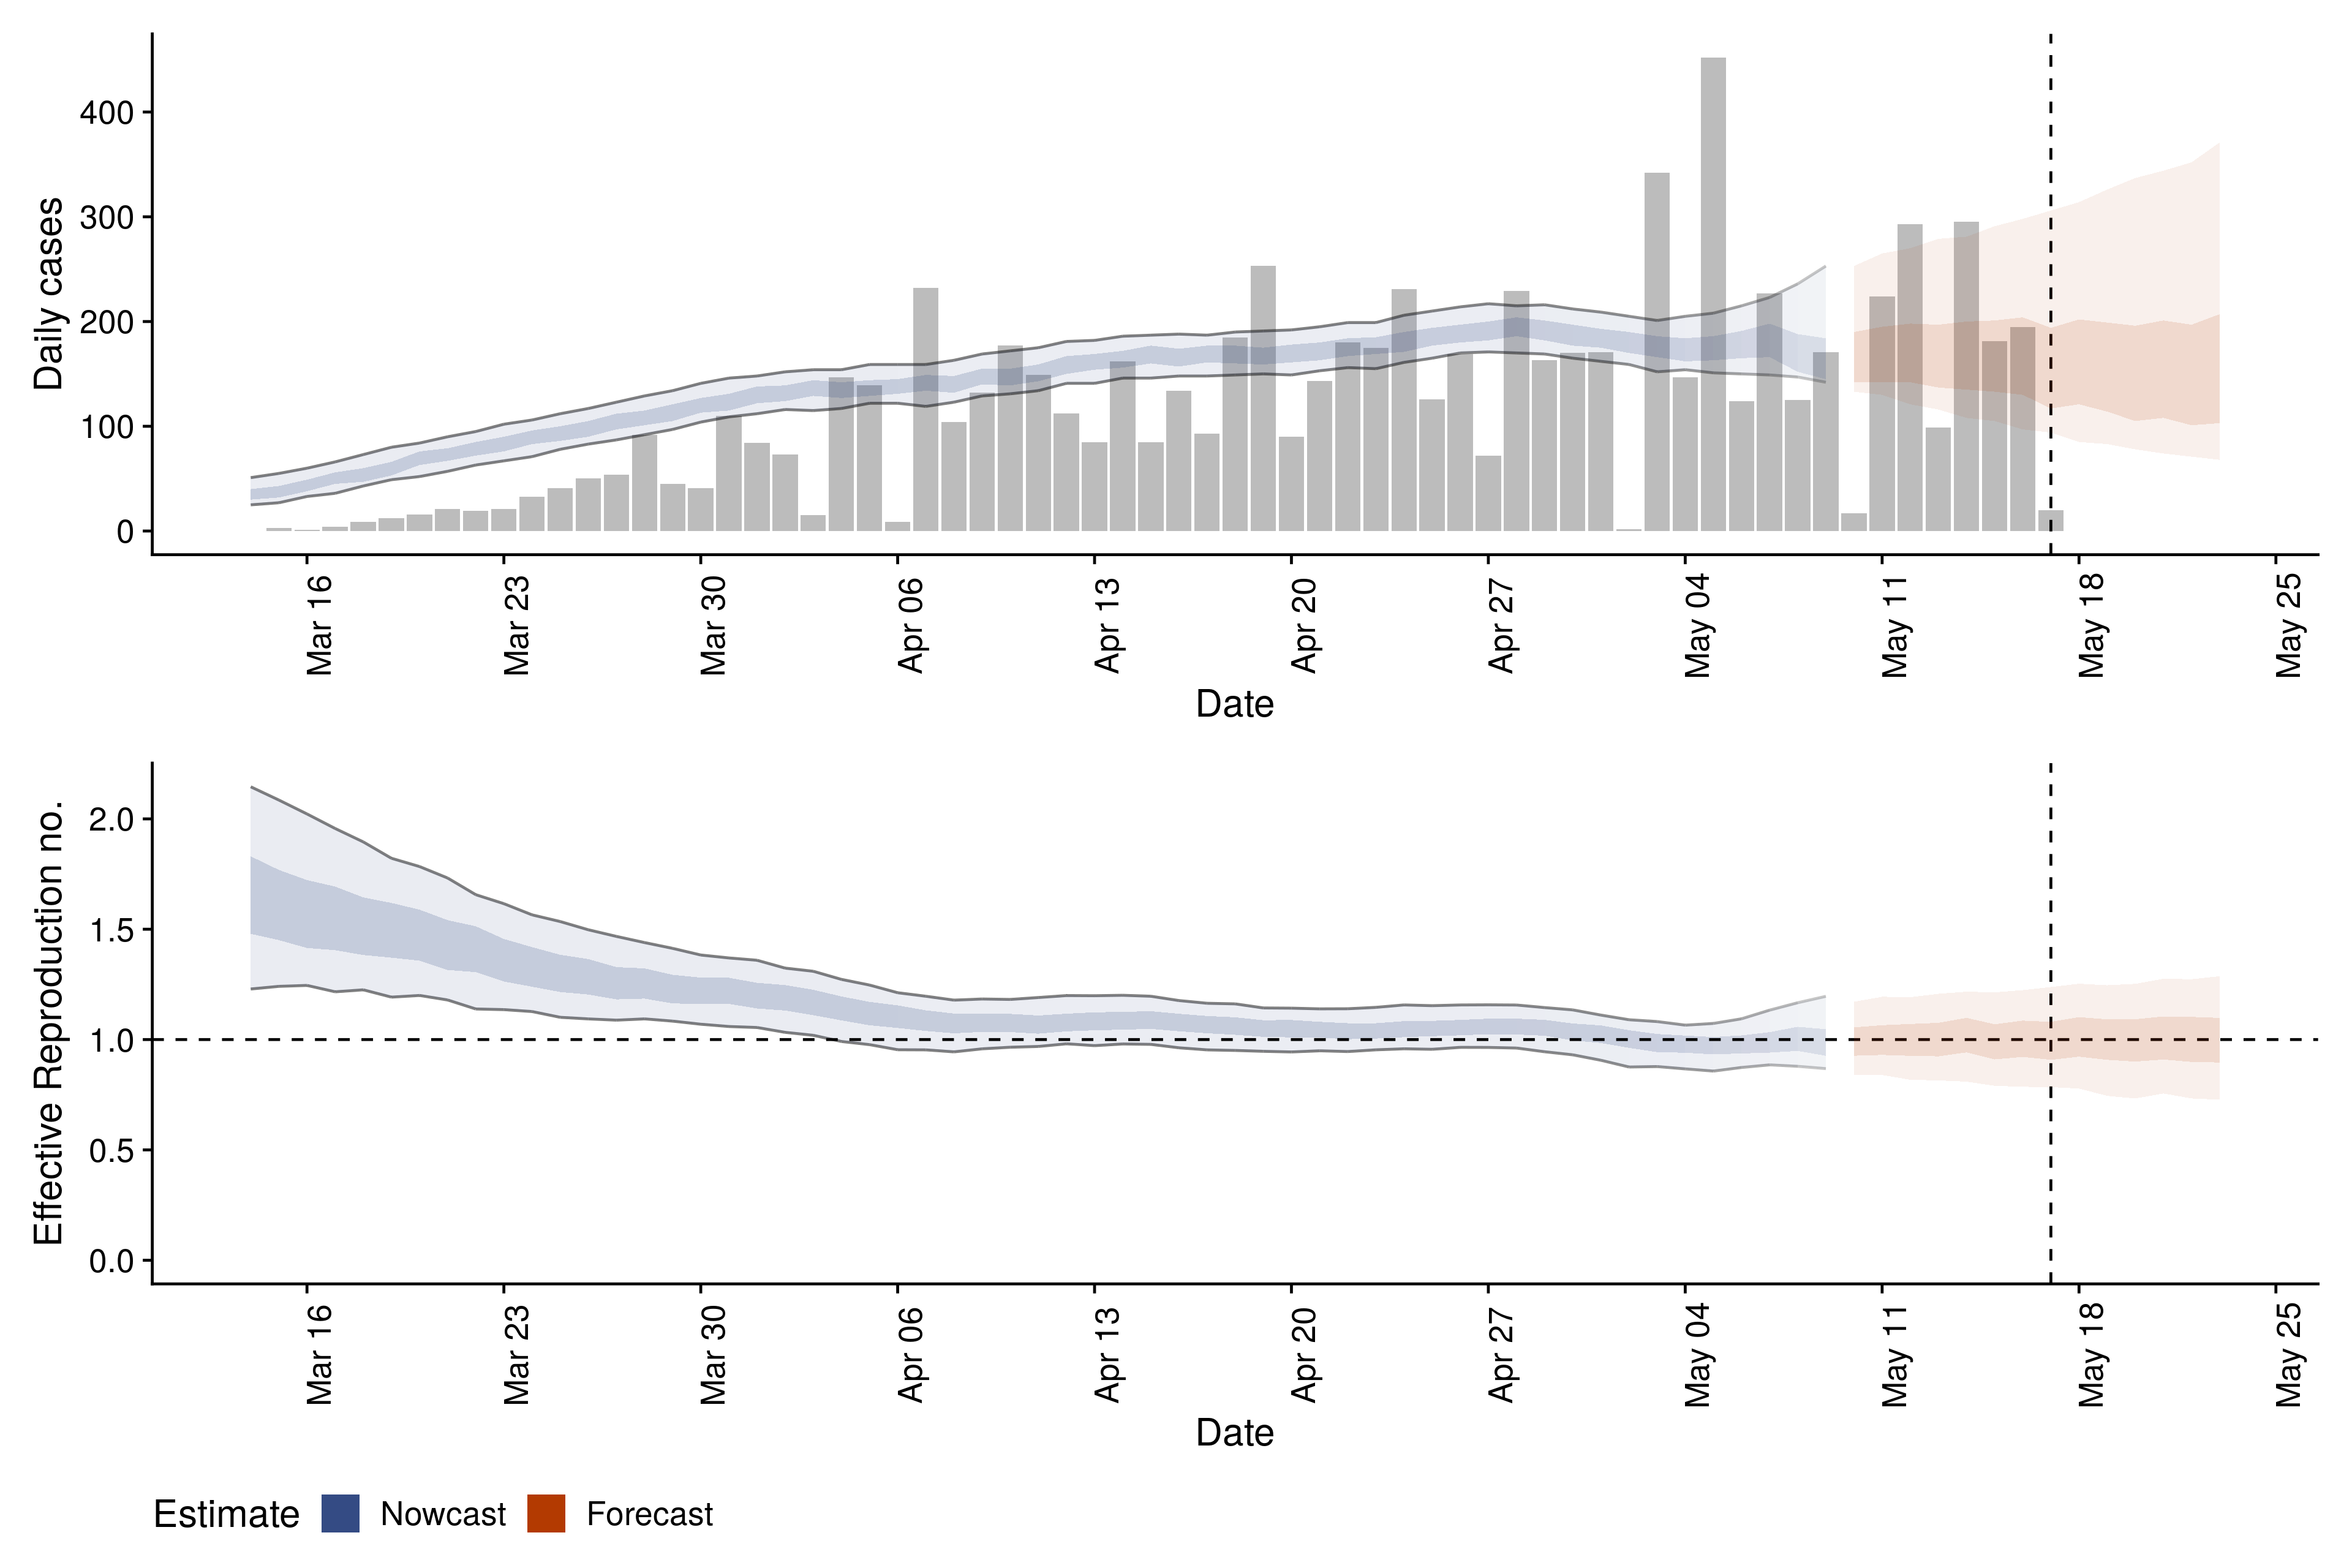 Daily cases
400
300
200
100
0
Mar 16 Mar 23 Mar 30 Apr 06 Apr 13 Apr 20 Apr 27 May 04 May 11 May 18 May 25
Date
Effective Reproduction no.
2.0
1.5
1.0
0.5
0.0
Mar 16 Mar 23 Mar 30 Apr 06 Apr 13 Apr 20 Apr 27 May 04 May 11 May 18 May 25
Date
Estimate Nowcast Forecast